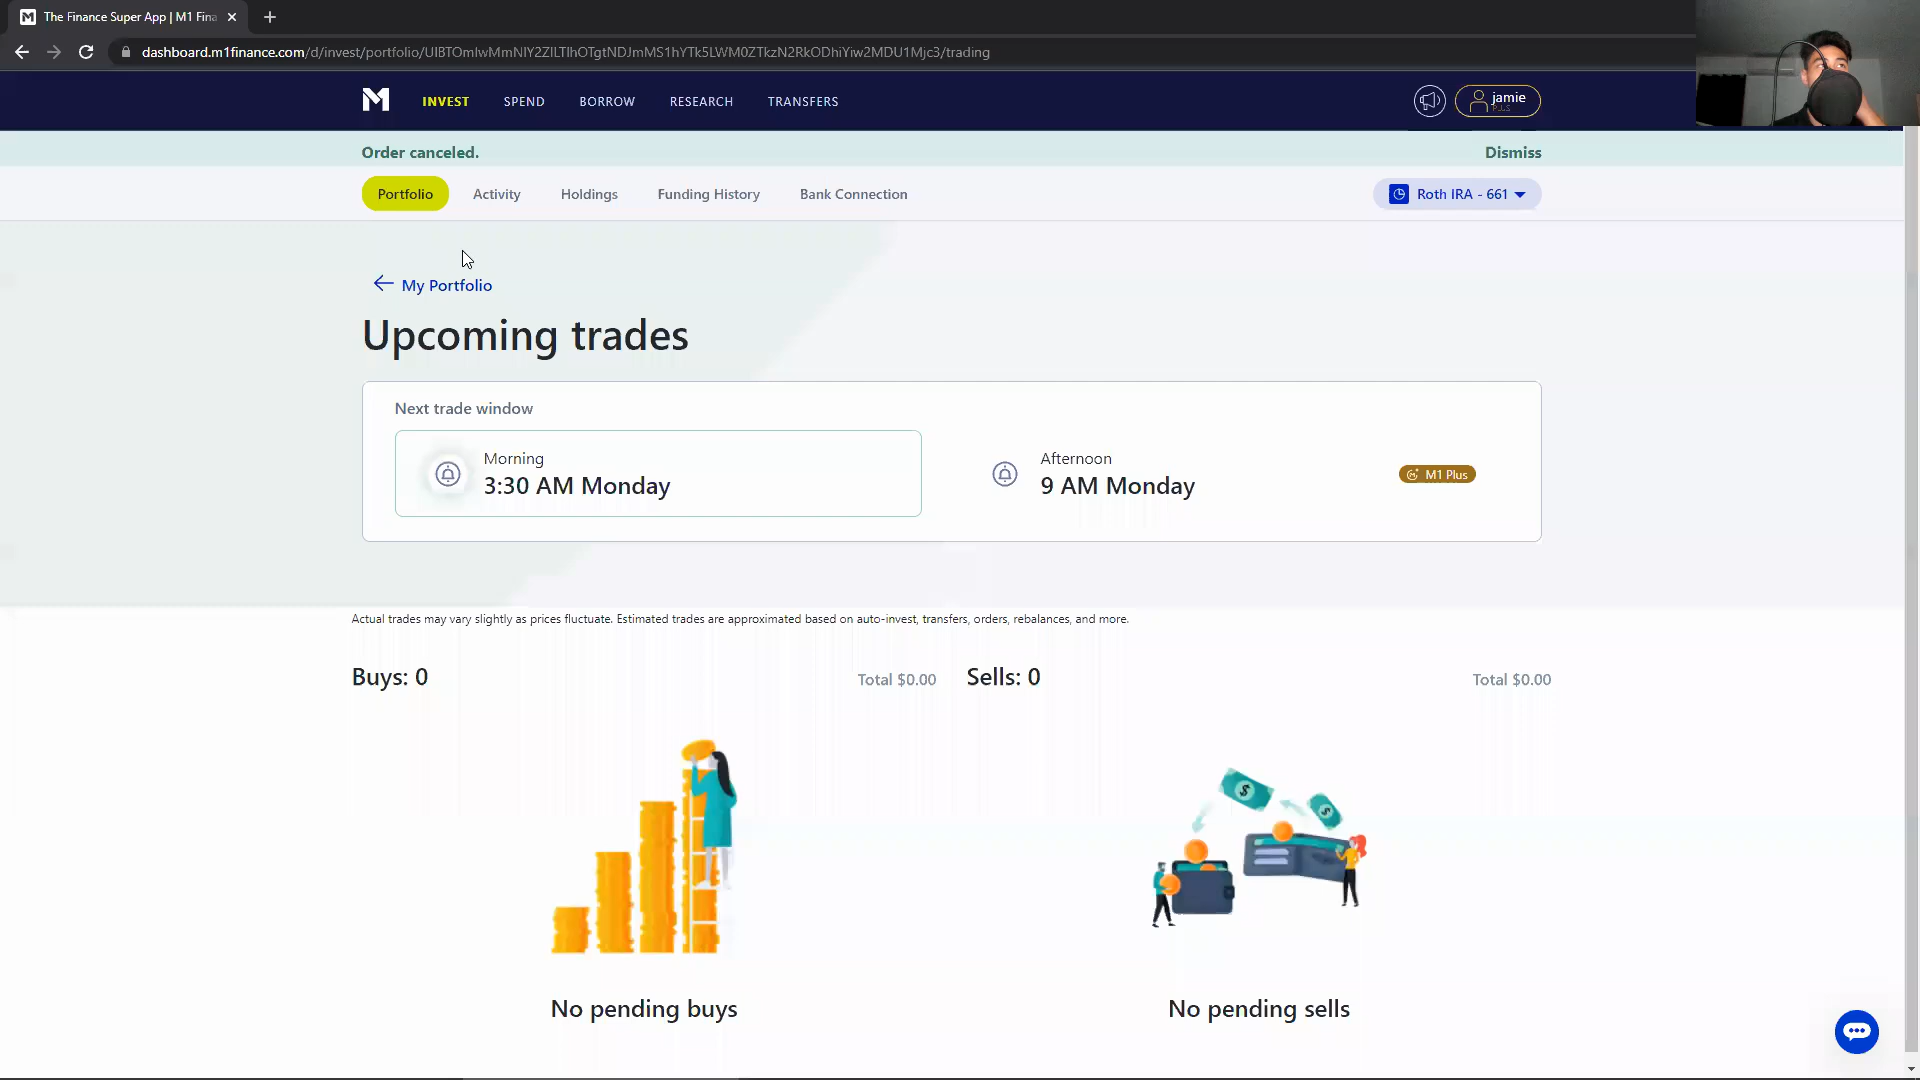 The Finance Super App | M1 Fina
dashboard.m1finance.com/d/invest/portfolio/UIBTOmIwMmNlY2ZILTlhOTgtNDJmMS1hYTk5LWM0ZTkzN2RkODhiYiw2MDU1Mjc3/trading
INVEST
SPEND
BORROW
RESEARCH
TRANSFERS
jamie
PLUS
Order canceled.
Dismiss
Portfolio
Activity
Holdings
Funding History
Bank Connection
Roth IRA - 661
My Portfolio
Upcoming trades
Next trade window
Morning
3:30 AM Monday
Afternoon
9 AM Monday
M1 Plus
Actual trades may vary slightly as prices fluctuate. Estimated trades are approximated based on auto-invest, transfers, orders, rebalances, and more.
Buys: 0
Total $0.00
Sells: 0
Total $0.00
No pending buys
No pending sells